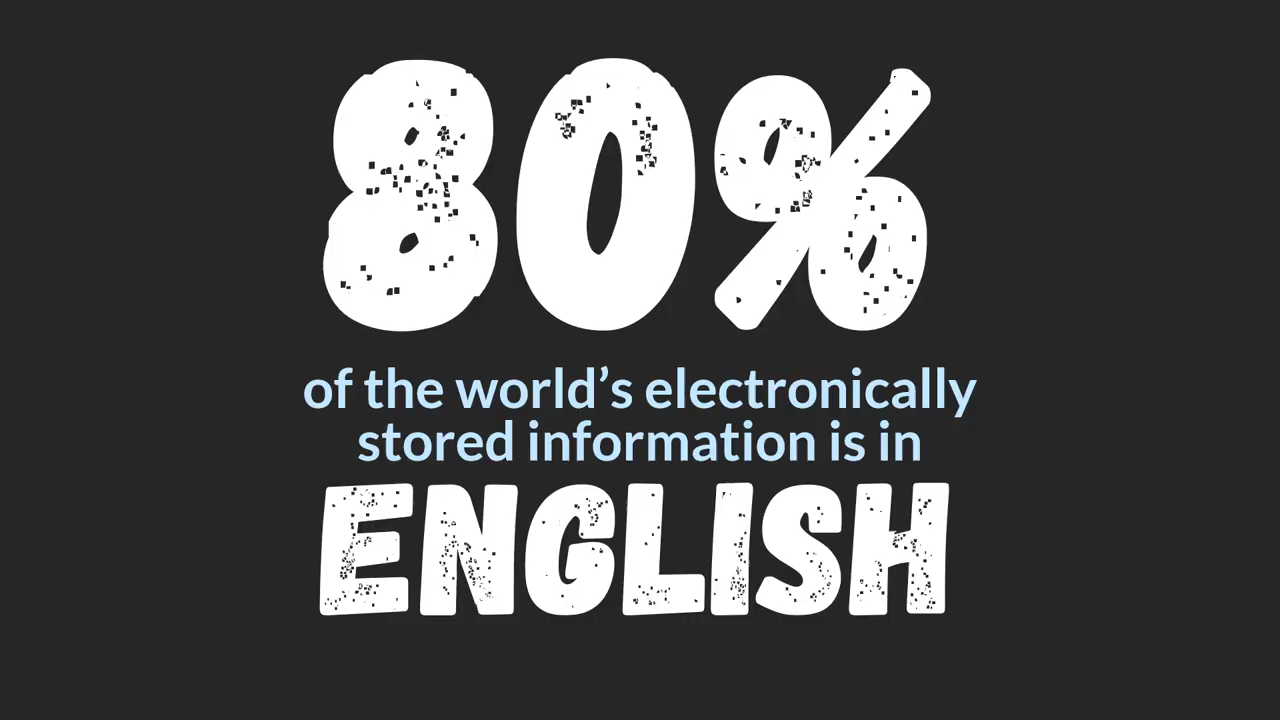 80%
of the world’s electronically
stored information is in
ENGLISH